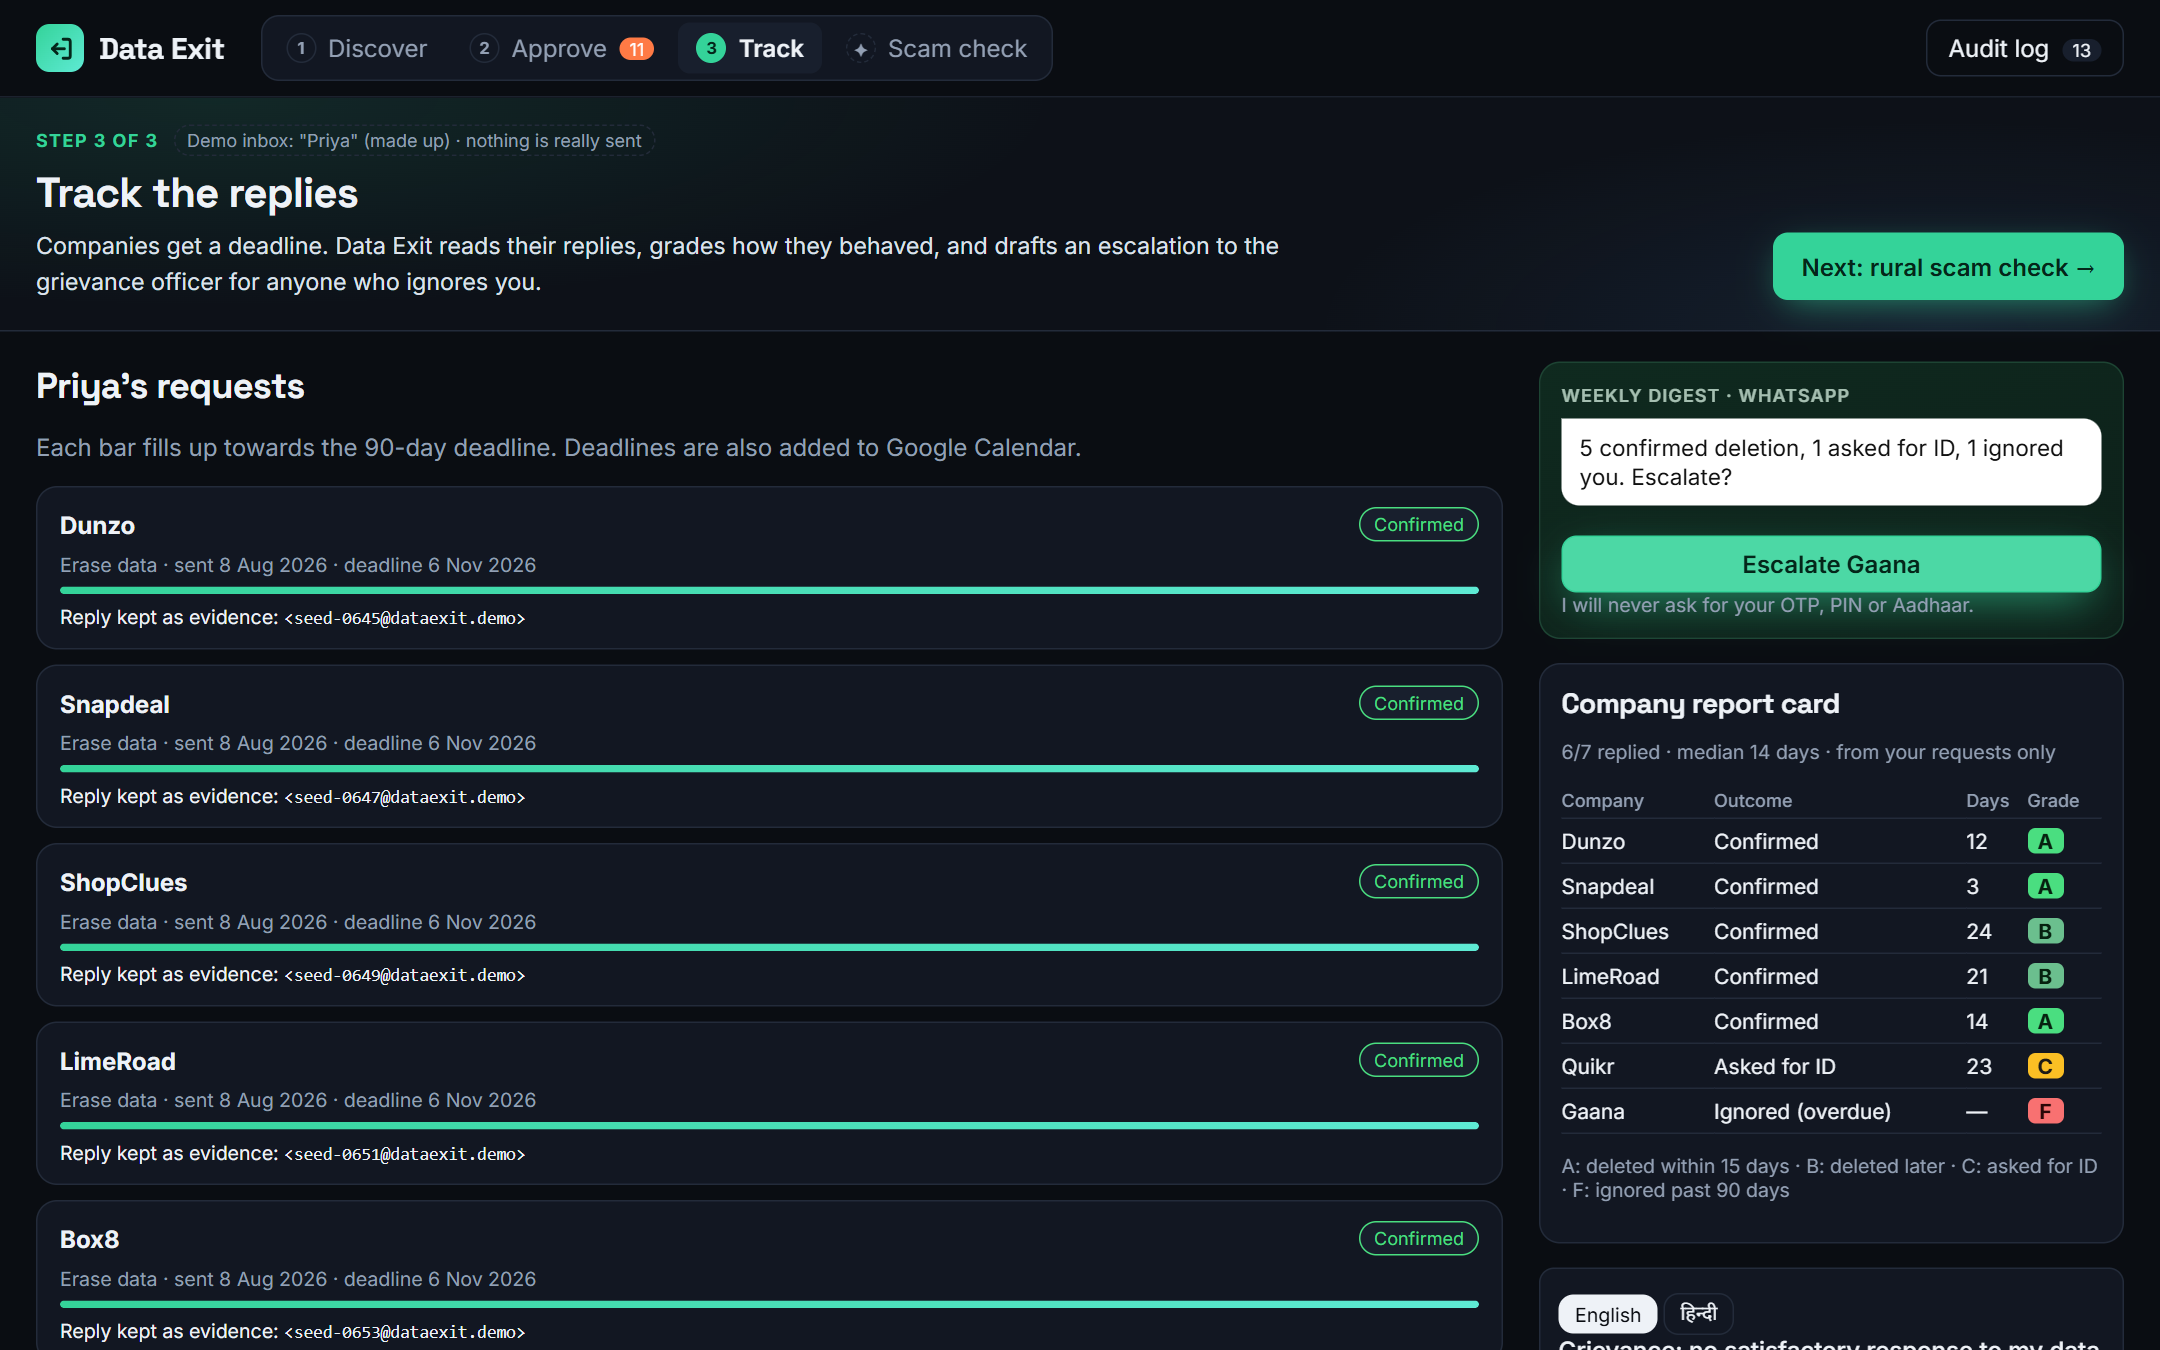 Data Exit
1 Discover
2 Approve 11
3 Track
Scam check
Audit log 13
STEP 3 OF 3
Demo inbox: "Priya" (made up) · nothing is really sent
Track the replies
Companies get a deadline. Data Exit reads their replies, grades how they behaved, and drafts an escalation to the
grievance officer for anyone who ignores you.
Next: rural scam check →
Priya's requests
Each bar fills up towards the 90-day deadline. Deadlines are also added to Google Calendar.
Dunzo
Confirmed
Erase data · sent 8 Aug 2026 · deadline 6 Nov 2026
Reply kept as evidence: <seed-0645@dataexit.demo>
Snapdeal
Confirmed
Erase data · sent 8 Aug 2026 · deadline 6 Nov 2026
Reply kept as evidence: <seed-0647@dataexit.demo>
ShopClues
Confirmed
Erase data · sent 8 Aug 2026 · deadline 6 Nov 2026
Reply kept as evidence: <seed-0649@dataexit.demo>
LimeRoad
Confirmed
Erase data · sent 8 Aug 2026 · deadline 6 Nov 2026
Reply kept as evidence: <seed-0651@dataexit.demo>
Box8
Confirmed
Erase data · sent 8 Aug 2026 · deadline 6 Nov 2026
Reply kept as evidence: <seed-0653@dataexit.demo>
WEEKLY DIGEST · WHATSAPP
5 confirmed deletion, 1 asked for ID, 1 ignored
you. Escalate?
Escalate Gaana
I will never ask for your OTP, PIN or Aadhaar.
Company report card
6/7 replied · median 14 days · from your requests only
Company Outcome Days Grade
Dunzo Confirmed 12 A
Snapdeal Confirmed 3 A
ShopClues Confirmed 24 B
LimeRoad Confirmed 21 B
Box8 Confirmed 14 A
Quikr Asked for ID 23 C
Gaana Ignored (overdue) — F
A: deleted within 15 days · B: deleted later · C: asked for ID
· F: ignored past 90 days
English हिन्दी
Grievance: no satisfactory response to my data